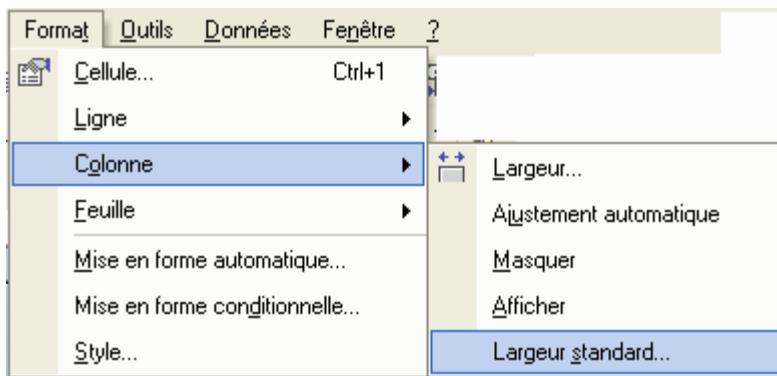 Format Outils Données Fenêtre ?
Cellule... Ctrl+1
Ligne
Colonne
Feuille
Mise en forme automatique...
Mise en forme conditionnelle...
Style...
Largeur...
Ajustement automatique
Masquer
Afficher
Largeur standard...